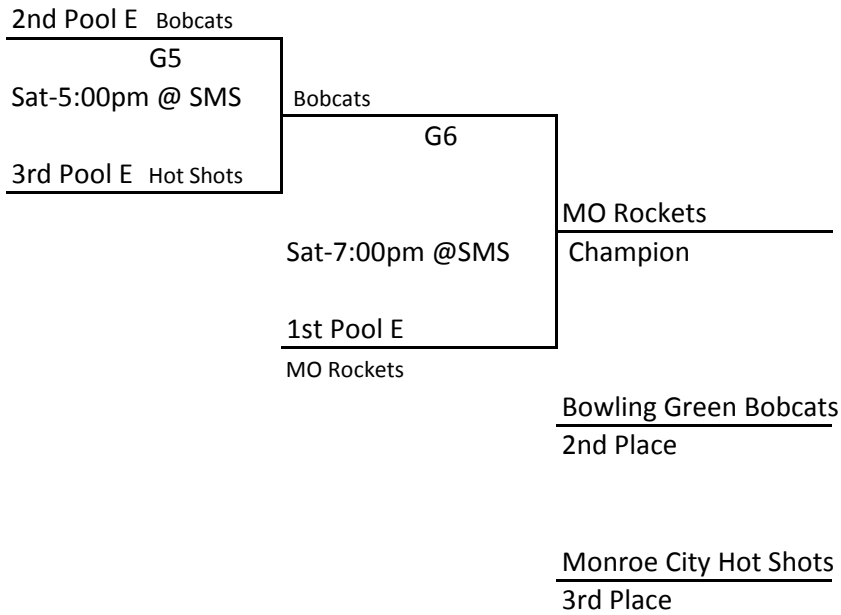 2nd Pool E Bobcats
G5
Sat-5:00pm @ SMS
Bobcats
G6
3rd Pool E Hot Shots
MO Rockets
Sat-7:00pm @SMS
Champion
1st Pool E
MO Rockets
Bowling Green Bobcats
2nd Place
Monroe City Hot Shots
3rd Place